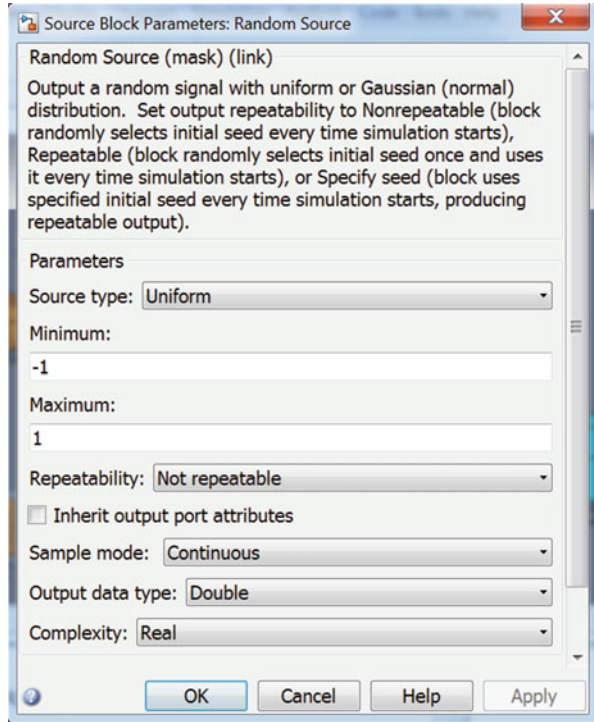 Source Block Parameters: Random Source
Random Source (mask) (link)
Output a random signal with uniform or Gaussian (normal)
distribution.  Set output repeatability to Nonrepeatable (block
randomly selects initial seed every time simulation starts),
Repeatable (block randomly selects initial seed once and uses
it every time simulation starts), or Specify seed (block uses
specified initial seed every time simulation starts, producing
repeatable output).
Parameters
Source type: Uniform
Minimum:
-1
Maximum:
1
Repeatability: Not repeatable
Inherit output port attributes
Sample mode: Continuous
Output data type: Double
Complexity: Real
OK Cancel Help Apply